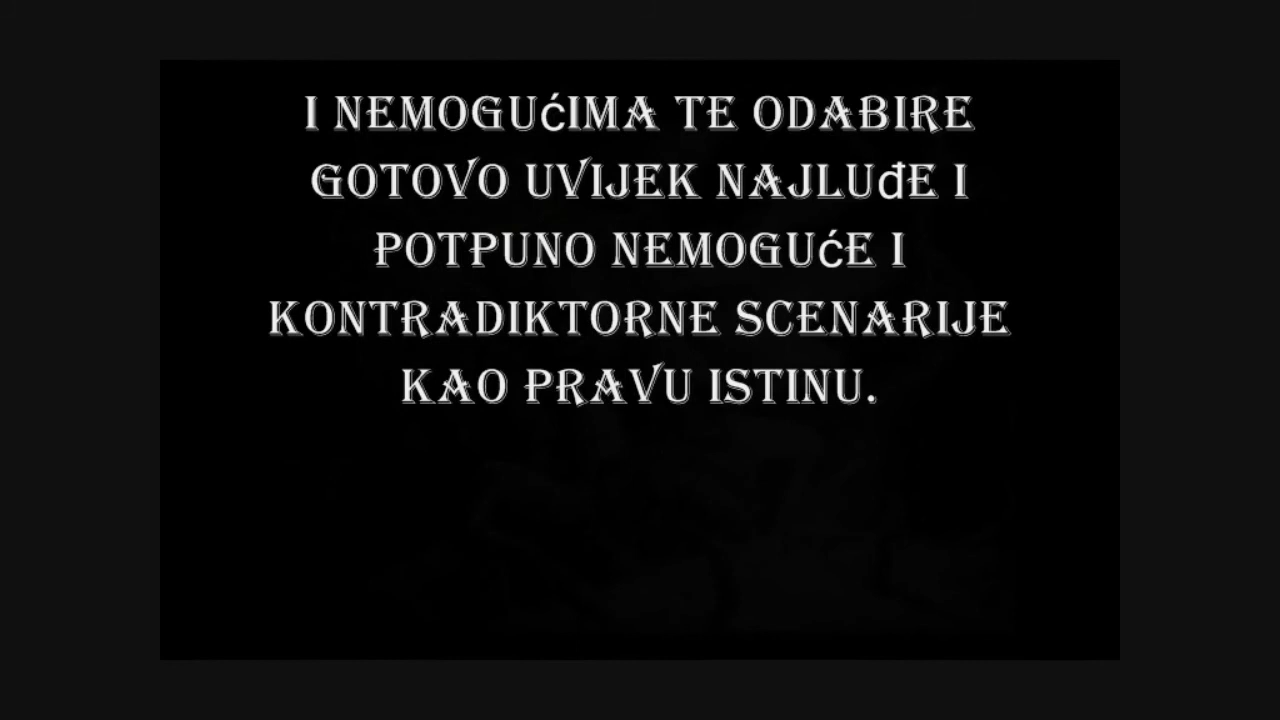 I NEMOGUćIMA TE ODABIRE
GOTOVO UVIJEK NAJLUđE I
POTPUNO NEMOGUćE I
KONTRADIKTORNE SCENARIJE
KAO PRAVU ISTINU.